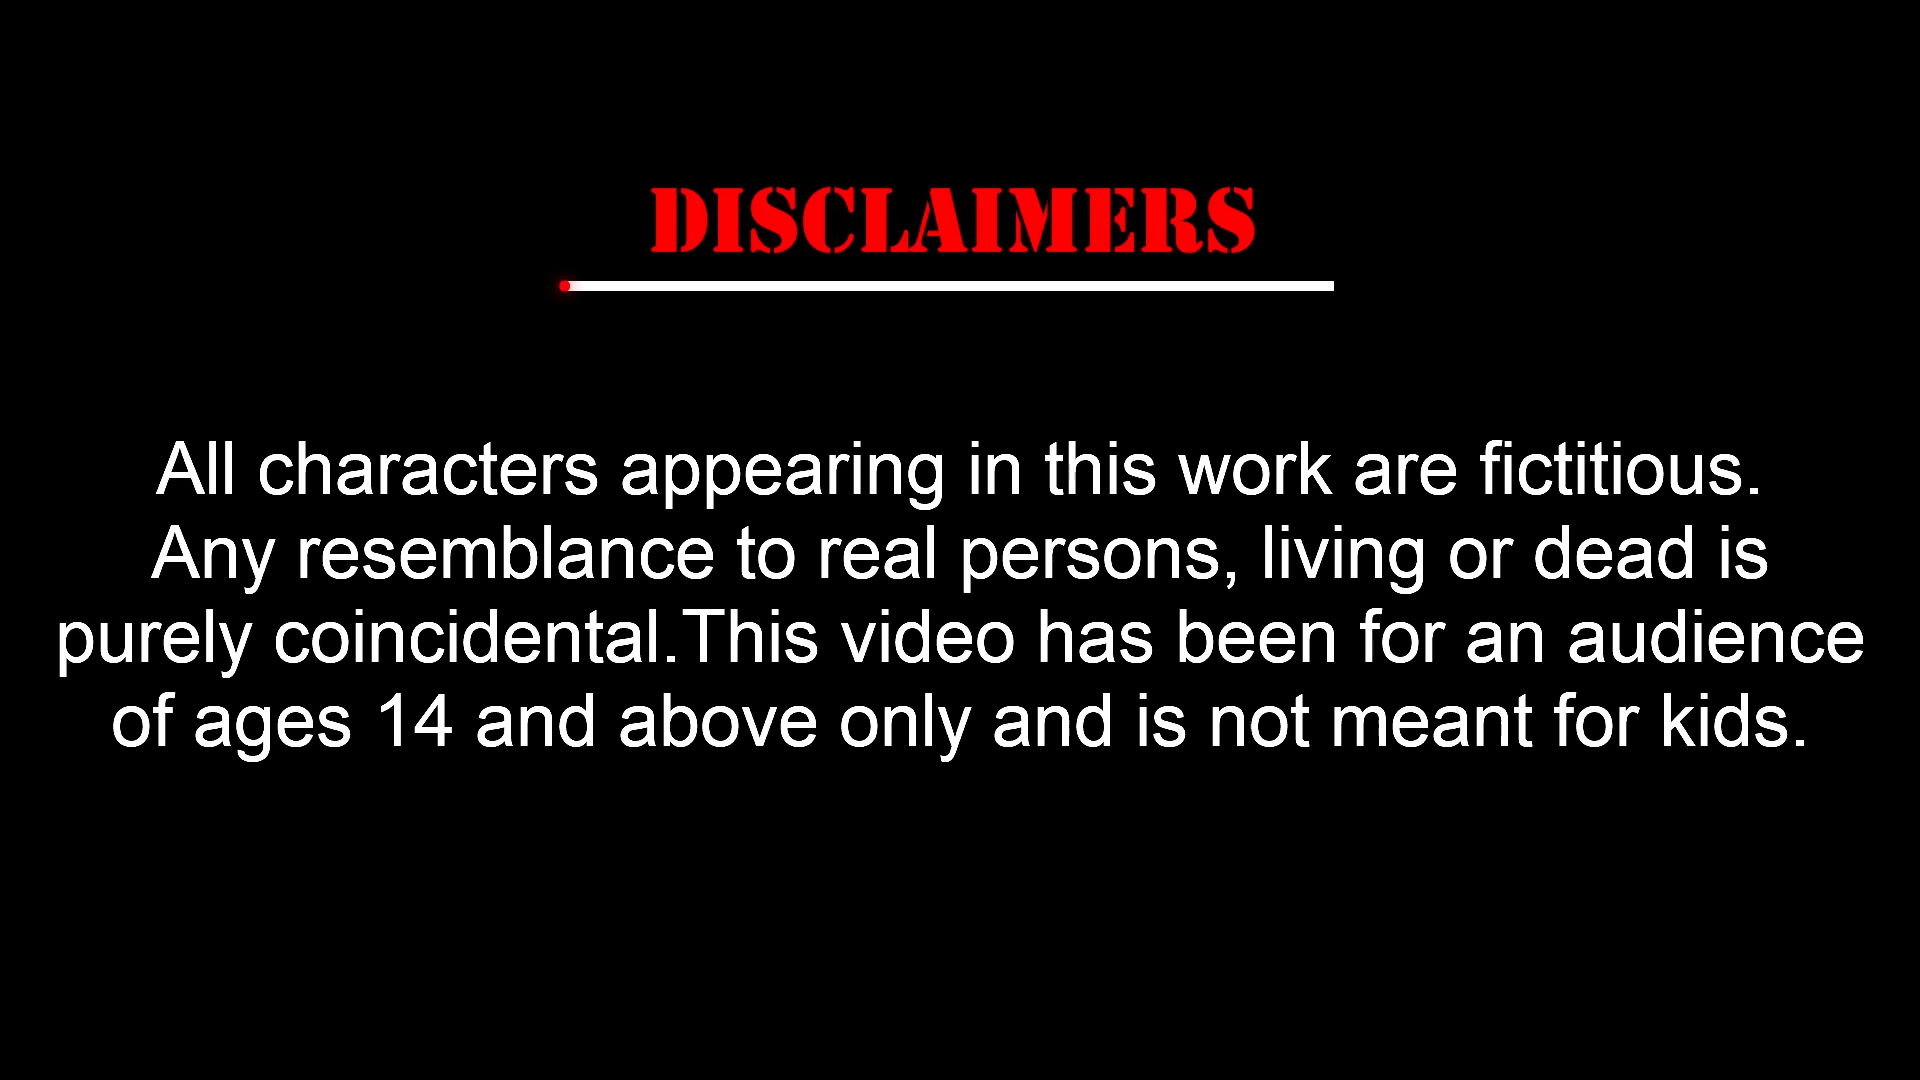 DISCLAIMERS
All characters appearing in this work are fictitious.
Any resemblance to real persons, living or dead is
purely coincidental.This video has been for an audience
of ages 14 and above only and is not meant for kids.